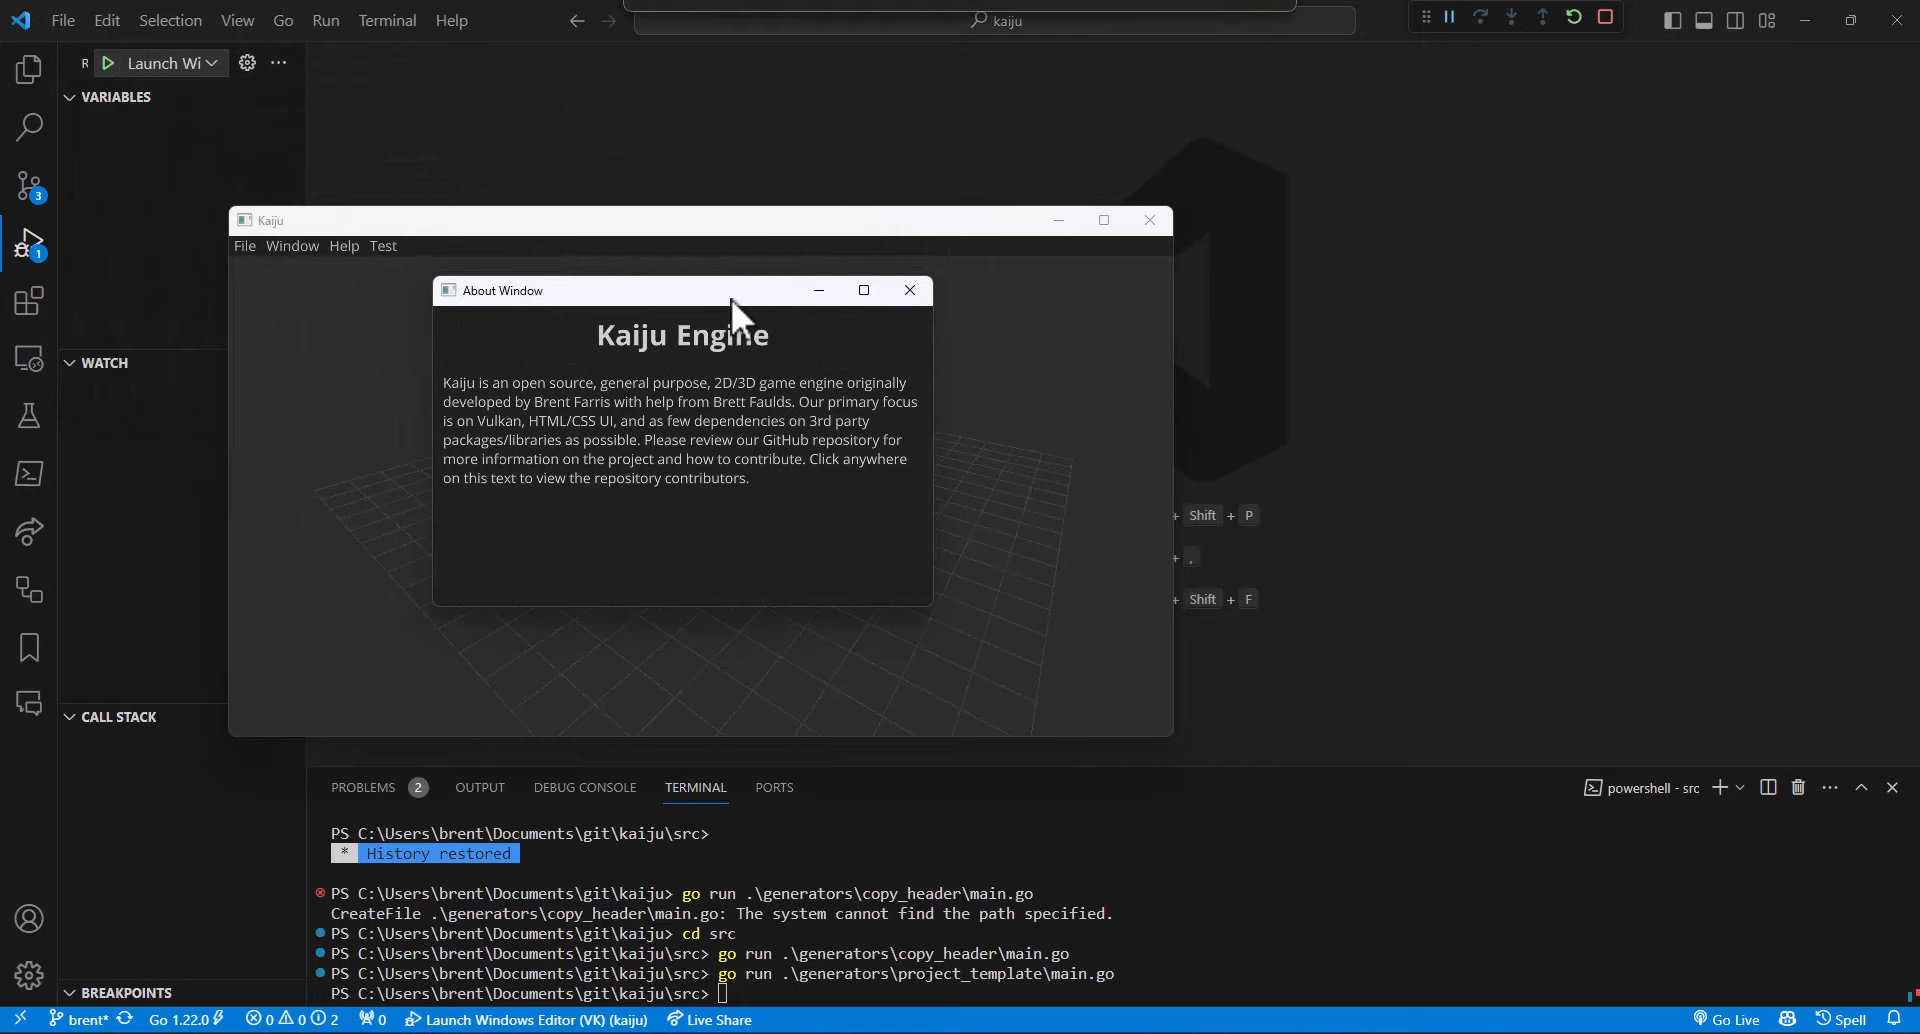 File Edit Selection View Go Run Terminal Help
kaiju
R Launch Wi
VARIABLES
3
1
Kaiju
File Window Help Test
About Window
Kaiju Engine
Kaiju is an open source, general purpose, 2D/3D game engine originally
developed by Brent Farris with help from Brett Faulds. Our primary focus
is on Vulkan, HTML/CSS UI, and as few dependencies on 3rd party
packages/libraries as possible. Please review our GitHub repository for
more information on the project and how to contribute. Click anywhere
on this text to view the repository contributors.
WATCH
+ Shift + P
+ ,
+ Shift + F
CALL STACK
PROBLEMS 2 OUTPUT DEBUG CONSOLE TERMINAL PORTS
powershell - src
PS C:\Users\brent\Documents\git\kaiju\src>
* History restored
PS C:\Users\brent\Documents\git\kaiju> go run .\generators\copy_header\main.go
CreateFile .\generators\copy_header\main.go: The system cannot find the path specified.
PS C:\Users\brent\Documents\git\kaiju> cd src
PS C:\Users\brent\Documents\git\kaiju\src> go run .\generators\copy_header\main.go
PS C:\Users\brent\Documents\git\kaiju\src> go run .\generators\project_template\main.go
PS C:\Users\brent\Documents\git\kaiju\src>
BREAKPOINTS
brent* Go 1.22.0 0 0 2 0 Launch Windows Editor (VK) (kaiju) Live Share Go Live Spell